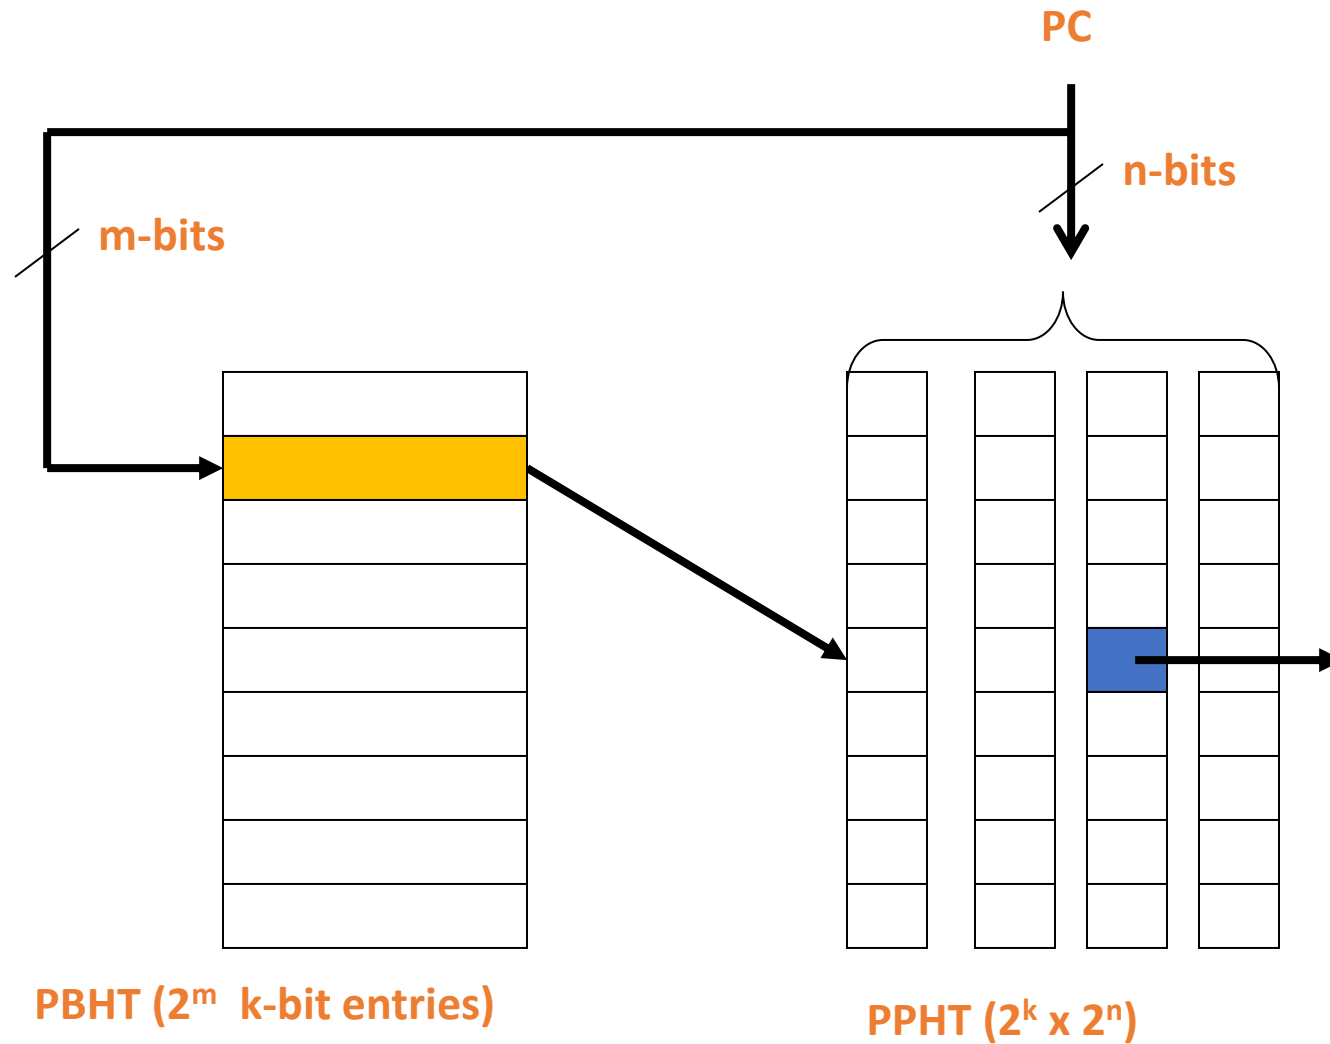 PC
n-bits
m-bits
PBHT (2ᵐ k-bit entries)
PPHT (2ᵏ x 2ⁿ)